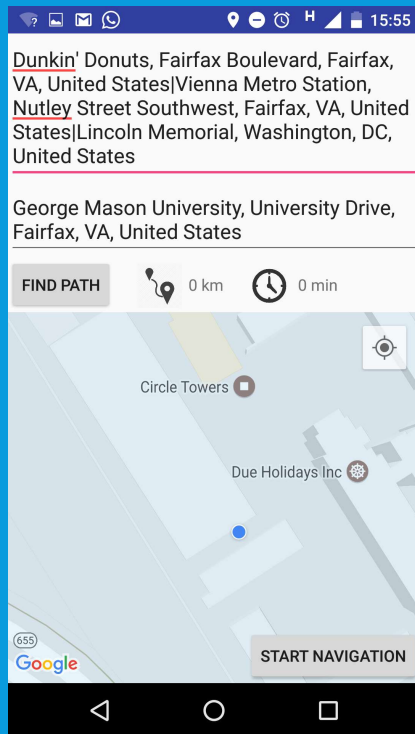 H 15:55
Dunkin' Donuts, Fairfax Boulevard, Fairfax,
VA, United States|Vienna Metro Station,
Nutley Street Southwest, Fairfax, VA, United
States|Lincoln Memorial, Washington, DC,
United States
George Mason University, University Drive,
Fairfax, VA, United States
FIND PATH 0 km 0 min
Circle Towers
Due Holidays Inc
655
Google
START NAVIGATION